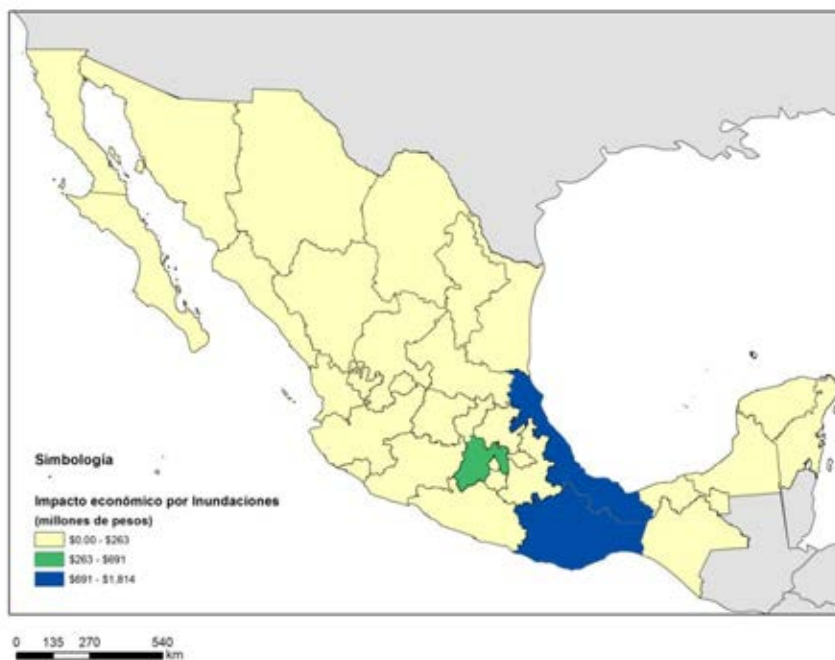 Simbología
Impacto económico por Inundaciones
(millones de pesos)
$0.00 - $263
$263 - $691
$691 - $1,814
0 135 270 540
km